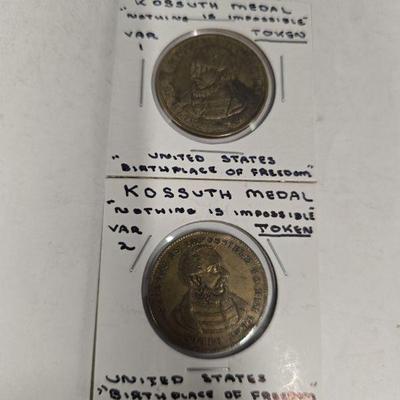 "KOSSUTH MEDAL
"NOTHING IS IMPOSSIBLE"
VAR 1
TOKEN
"UNITED STATES
BIRTHPLACE OF FREEDOM"
"KOSSUTH MEDAL
"NOTHING IS IMPOSSIBLE"
VAR 2
TOKEN
UNITED STATES
"BIRTHPLACE OF FREEDOM